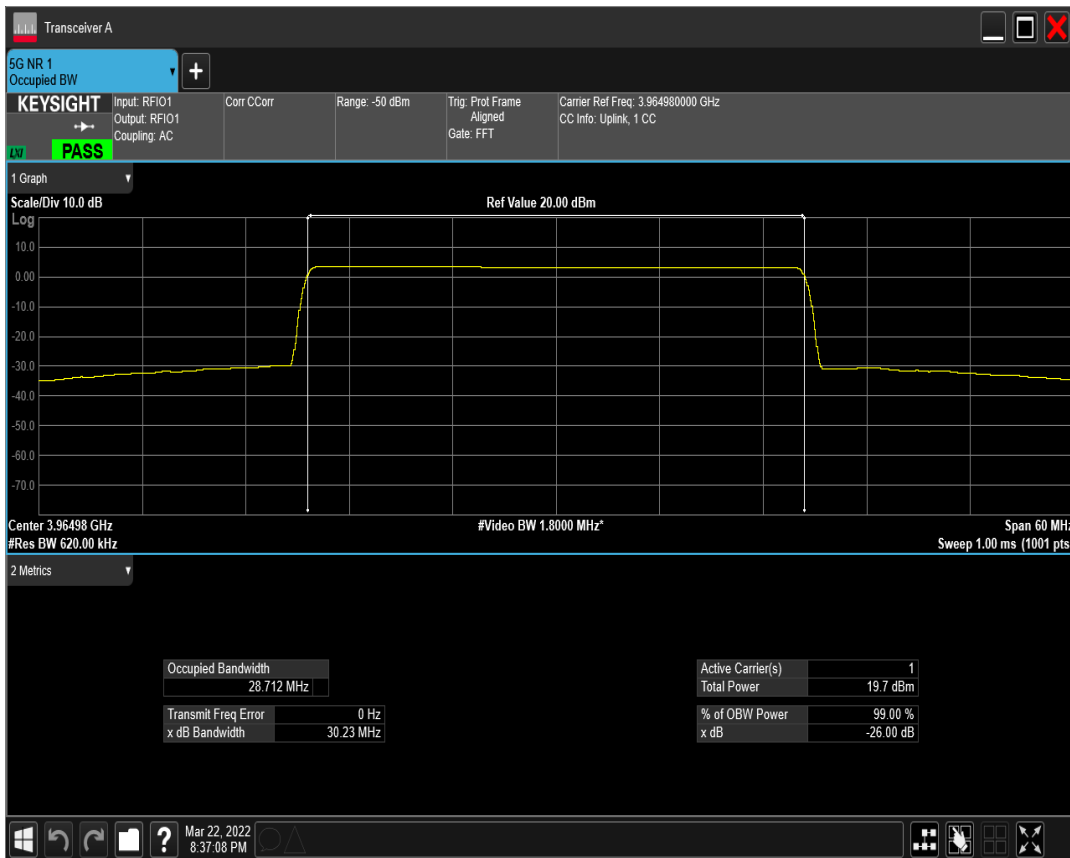 Transceiver A
5G NR 1
Occupied BW
KEYSIGHT
LXI
PASS
Input: RFIO1
Output: RFIO1
Coupling: AC
Corr CCorr
Range: -50 dBm
Trig: Prot Frame
Aligned
Gate: FFT
Carrier Ref Freq: 3.964980000 GHz
CC Info: Uplink, 1 CC
1 Graph
Scale/Div 10.0 dB
Ref Value 20.00 dBm
Log
10.0
0.00
-10.0
-20.0
-30.0
-40.0
-50.0
-60.0
-70.0
Center 3.96498 GHz
#Video BW 1.8000 MHz*
Span 60 MHz
#Res BW 620.00 kHz
Sweep 1.00 ms (1001 pts
2 Metrics
Occupied Bandwidth
28.712 MHz
Transmit Freq Error 0 Hz
x dB Bandwidth 30.23 MHz
Active Carrier(s) 1
Total Power 19.7 dBm
% of OBW Power 99.00 %
x dB -26.00 dB
?
Mar 22, 2022
8:37:08 PM